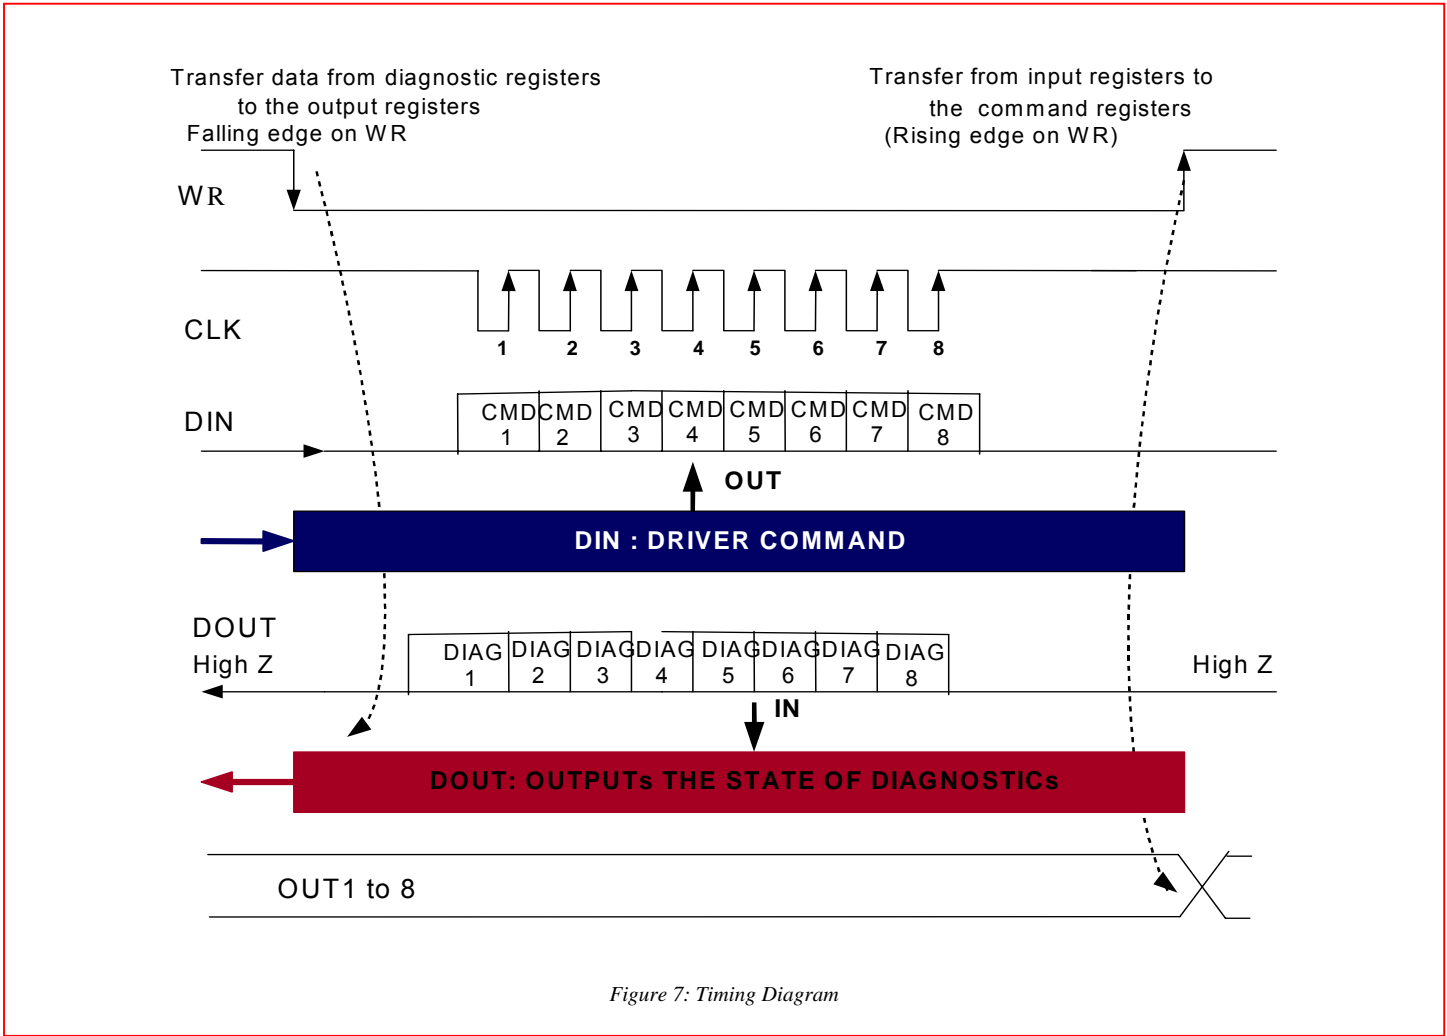 Transfer data from diagnostic registers
to the output registers
Falling edge on WR
Transfer from input registers to
the command registers
(Rising edge on WR)
WR
CLK
1 2 3 4 5 6 7 8
DIN
CMD CMD CMD CMD CMD CMD CMD CMD
1 2 3 4 5 6 7 8
OUT
DIN : DRIVER COMMAND
DOUT
High Z
DIAG DIAG DIAG DIAG DIAG DIAG DIAG DIAG
1 2 3 4 5 6 7 8
High Z
IN
DOUT: OUTPUTs THE STATE OF DIAGNOSTICs
OUT1 to 8
Figure 7: Timing Diagram